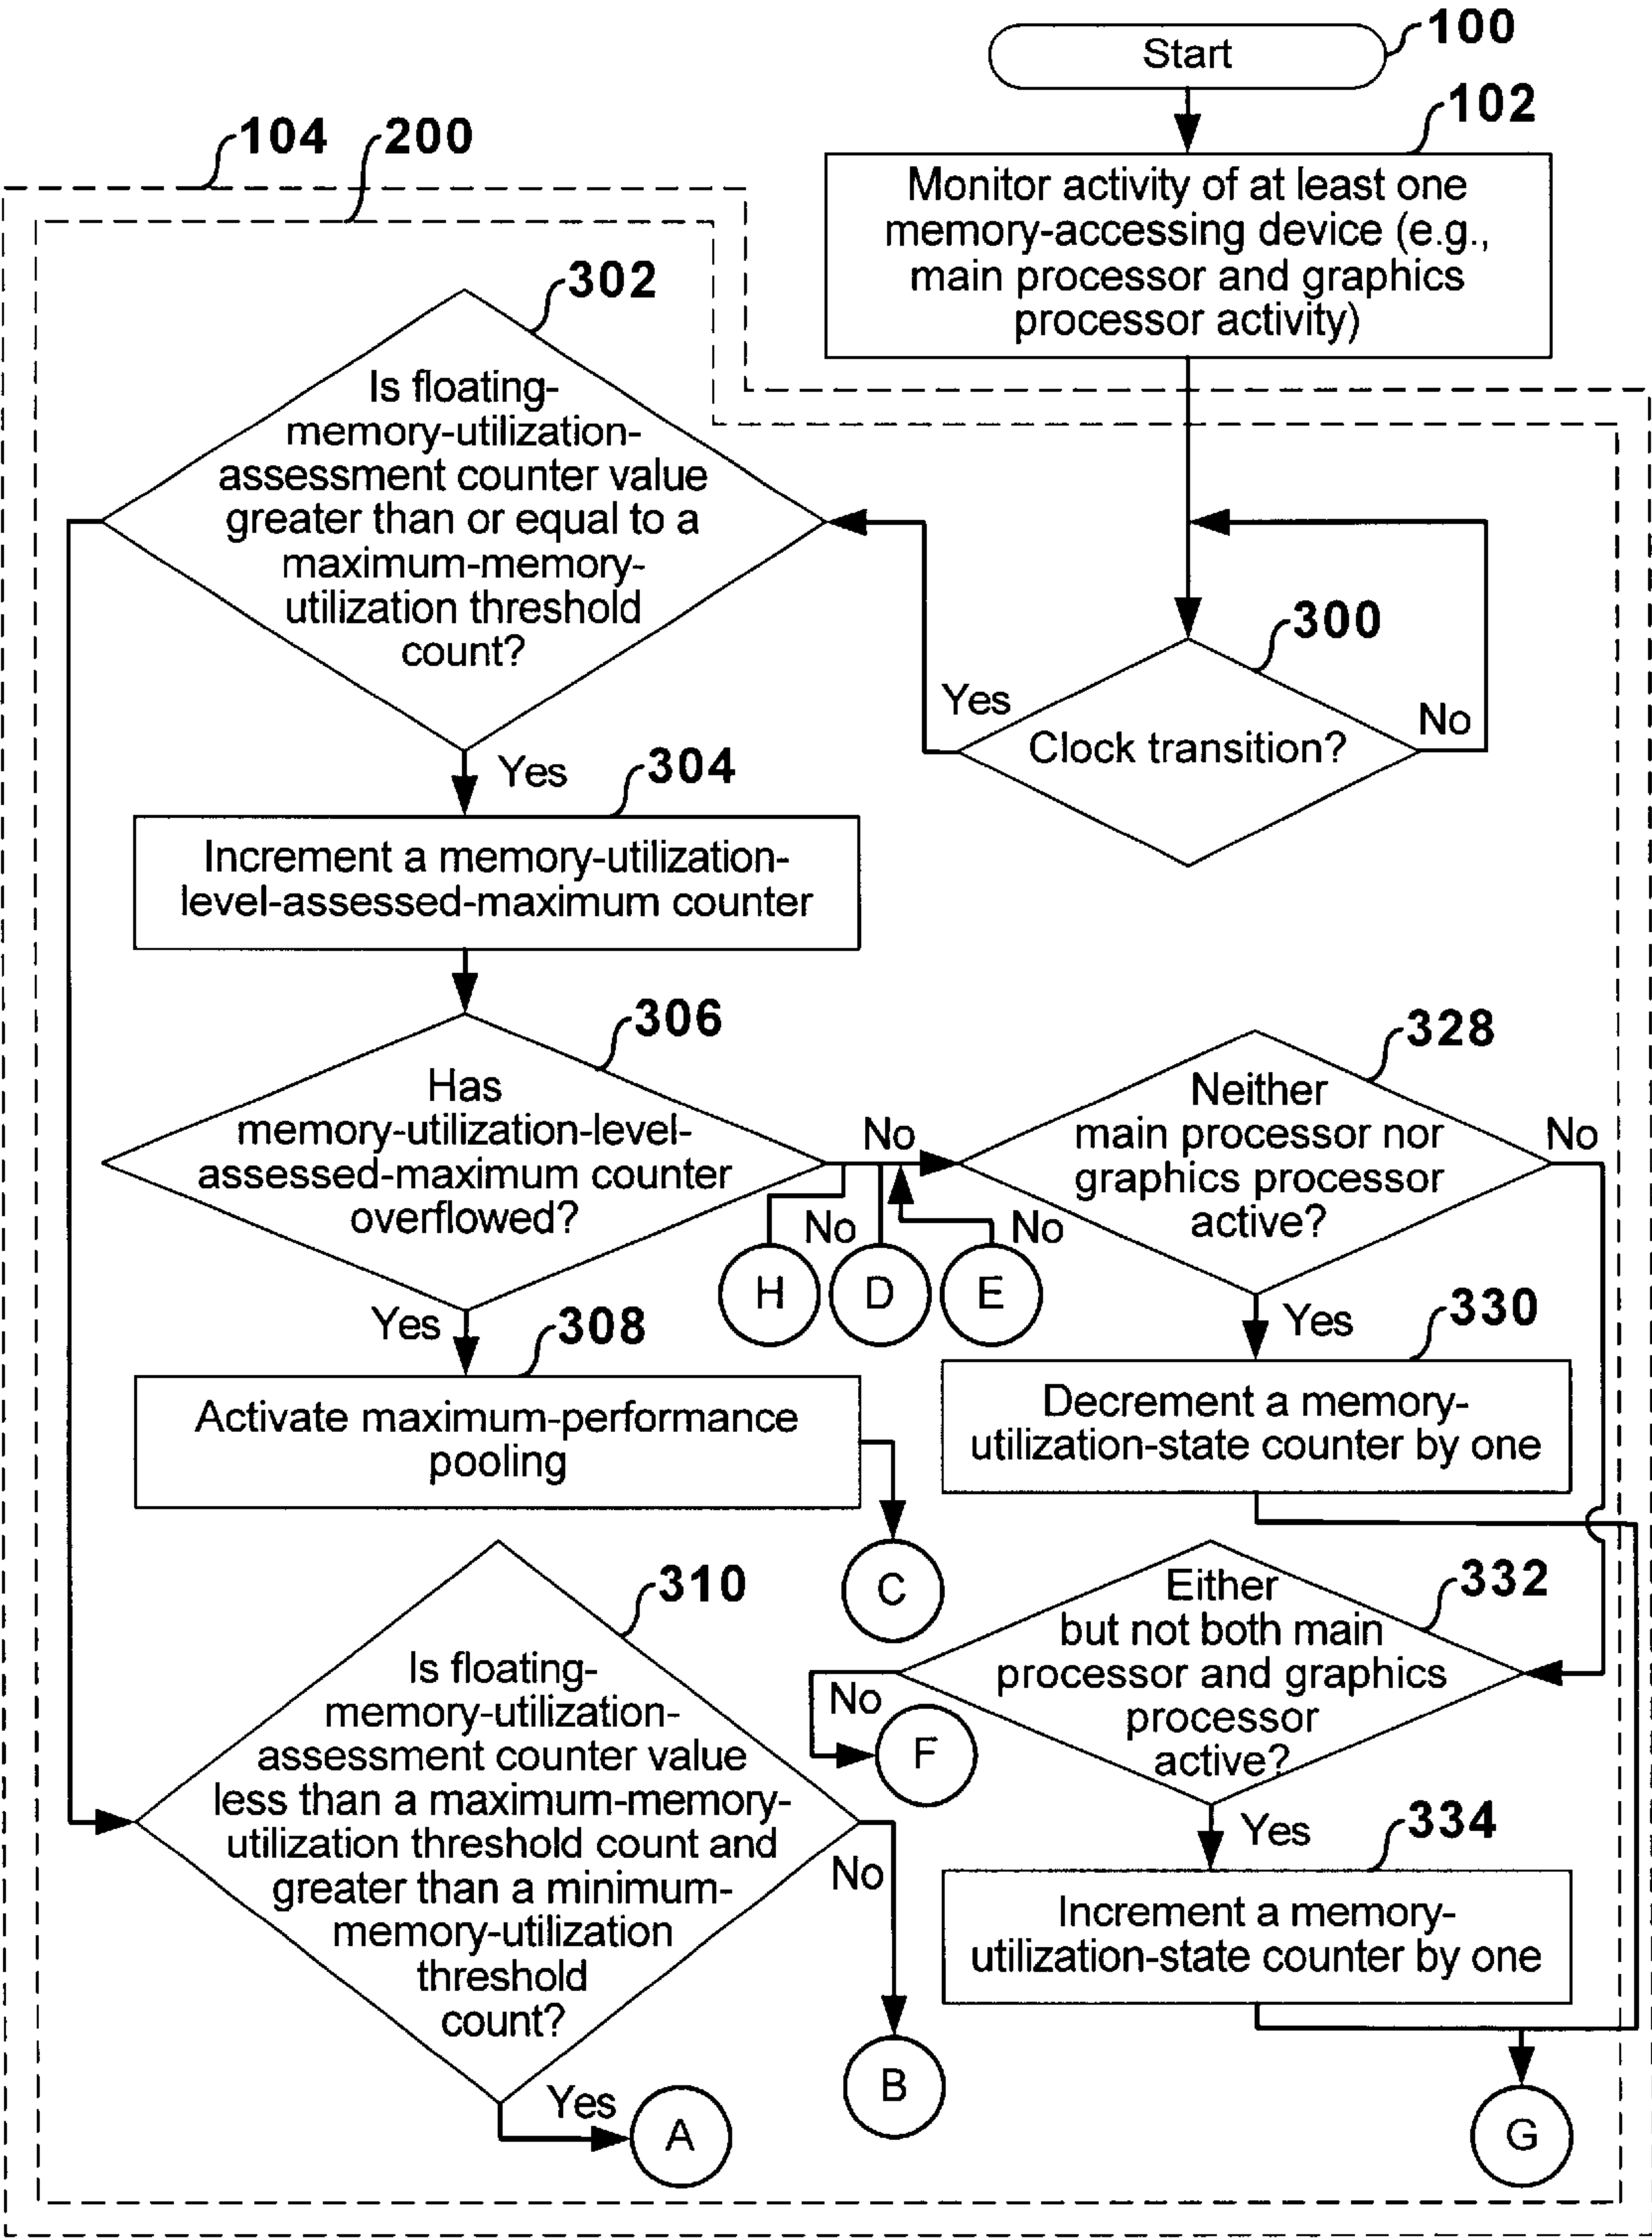 Start
100
102
Monitor activity of at least one
memory-accessing device (e.g.,
main processor and graphics
processor activity)
104
200
302
Is floating-
memory-utilization-
assessment counter value
greater than or equal to a
maximum-memory-
utilization threshold
count?
300
Yes
Clock transition?
No
Yes
304
Increment a memory-utilization-
level-assessed-maximum counter
306
Has
memory-utilization-level-
assessed-maximum counter
overflowed?
No
H
No
D
E
No
328
Neither
main processor nor
graphics processor
active?
No
Yes
308
Activate maximum-performance
pooling
C
Yes
330
Decrement a memory-
utilization-state counter by one
310
Is floating-
memory-utilization-
assessment counter value
less than a maximum-memory-
utilization threshold count and
greater than a minimum-
memory-utilization
threshold
count?
No
B
Yes
A
332
Either
but not both main
processor and graphics
processor
active?
No
F
Yes
334
Increment a memory-
utilization-state counter by one
G